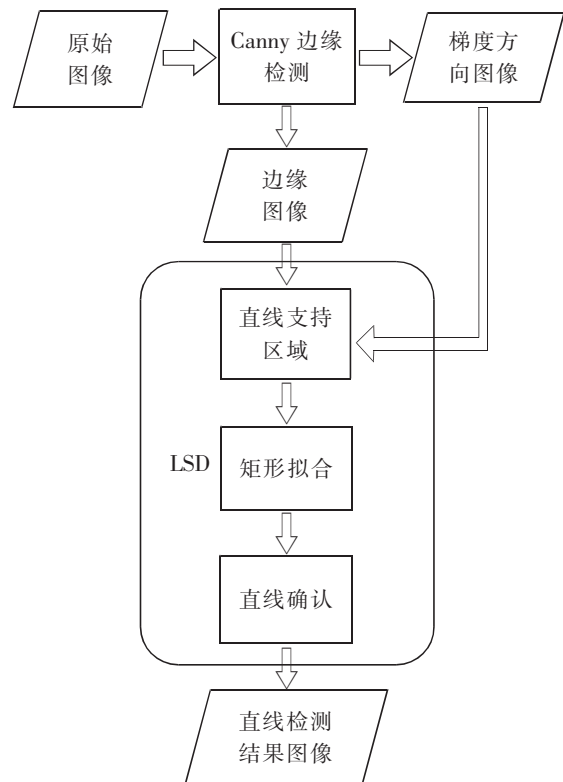 原始
图像
Canny 边缘
检测
梯度方
向图像
边缘
图像
直线支持
区域
LSD
矩形拟合
直线确认
直线检测
结果图像